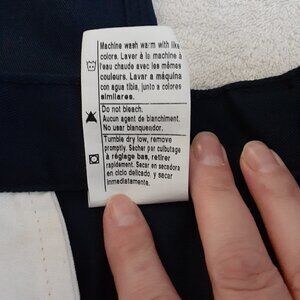 Machine wash warm with like
colors. Laver à la machine à
l'eau chaude avec les mêmes
couleurs. Lavar a máquina
con agua tibia, junto a colores
similares.
Do not bleach.
Aucun agent de blanchiment.
No usar blanqueador.
Tumble dry low, remove
promptly. Sécher par culbutage
à réglage bas, retirer
rapidement. Secar en secadora
en ciclo delicado, y sacar
inmediatamente.